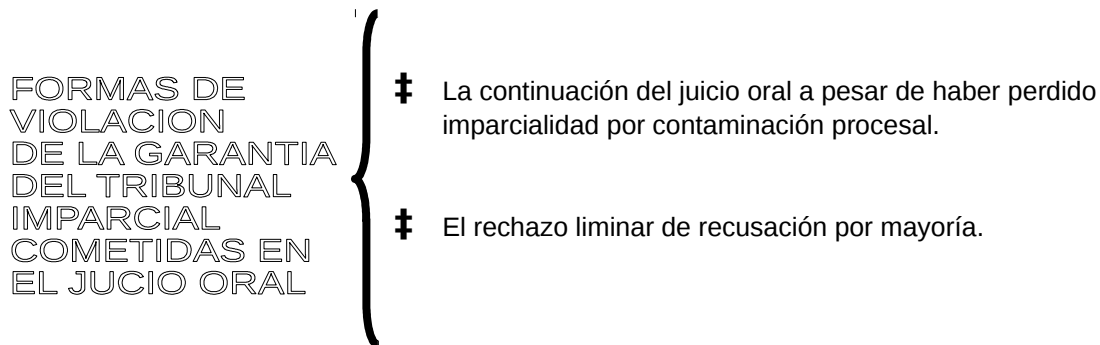 FORMAS DE
VIOLACION
DE LA GARANTIA
DEL TRIBUNAL
IMPARCIAL
COMETIDAS EN
EL JUCIO ORAL
‡ La continuación del juicio oral a pesar de haber perdido
imparcialidad por contaminación procesal.
‡ El rechazo liminar de recusación por mayoría.